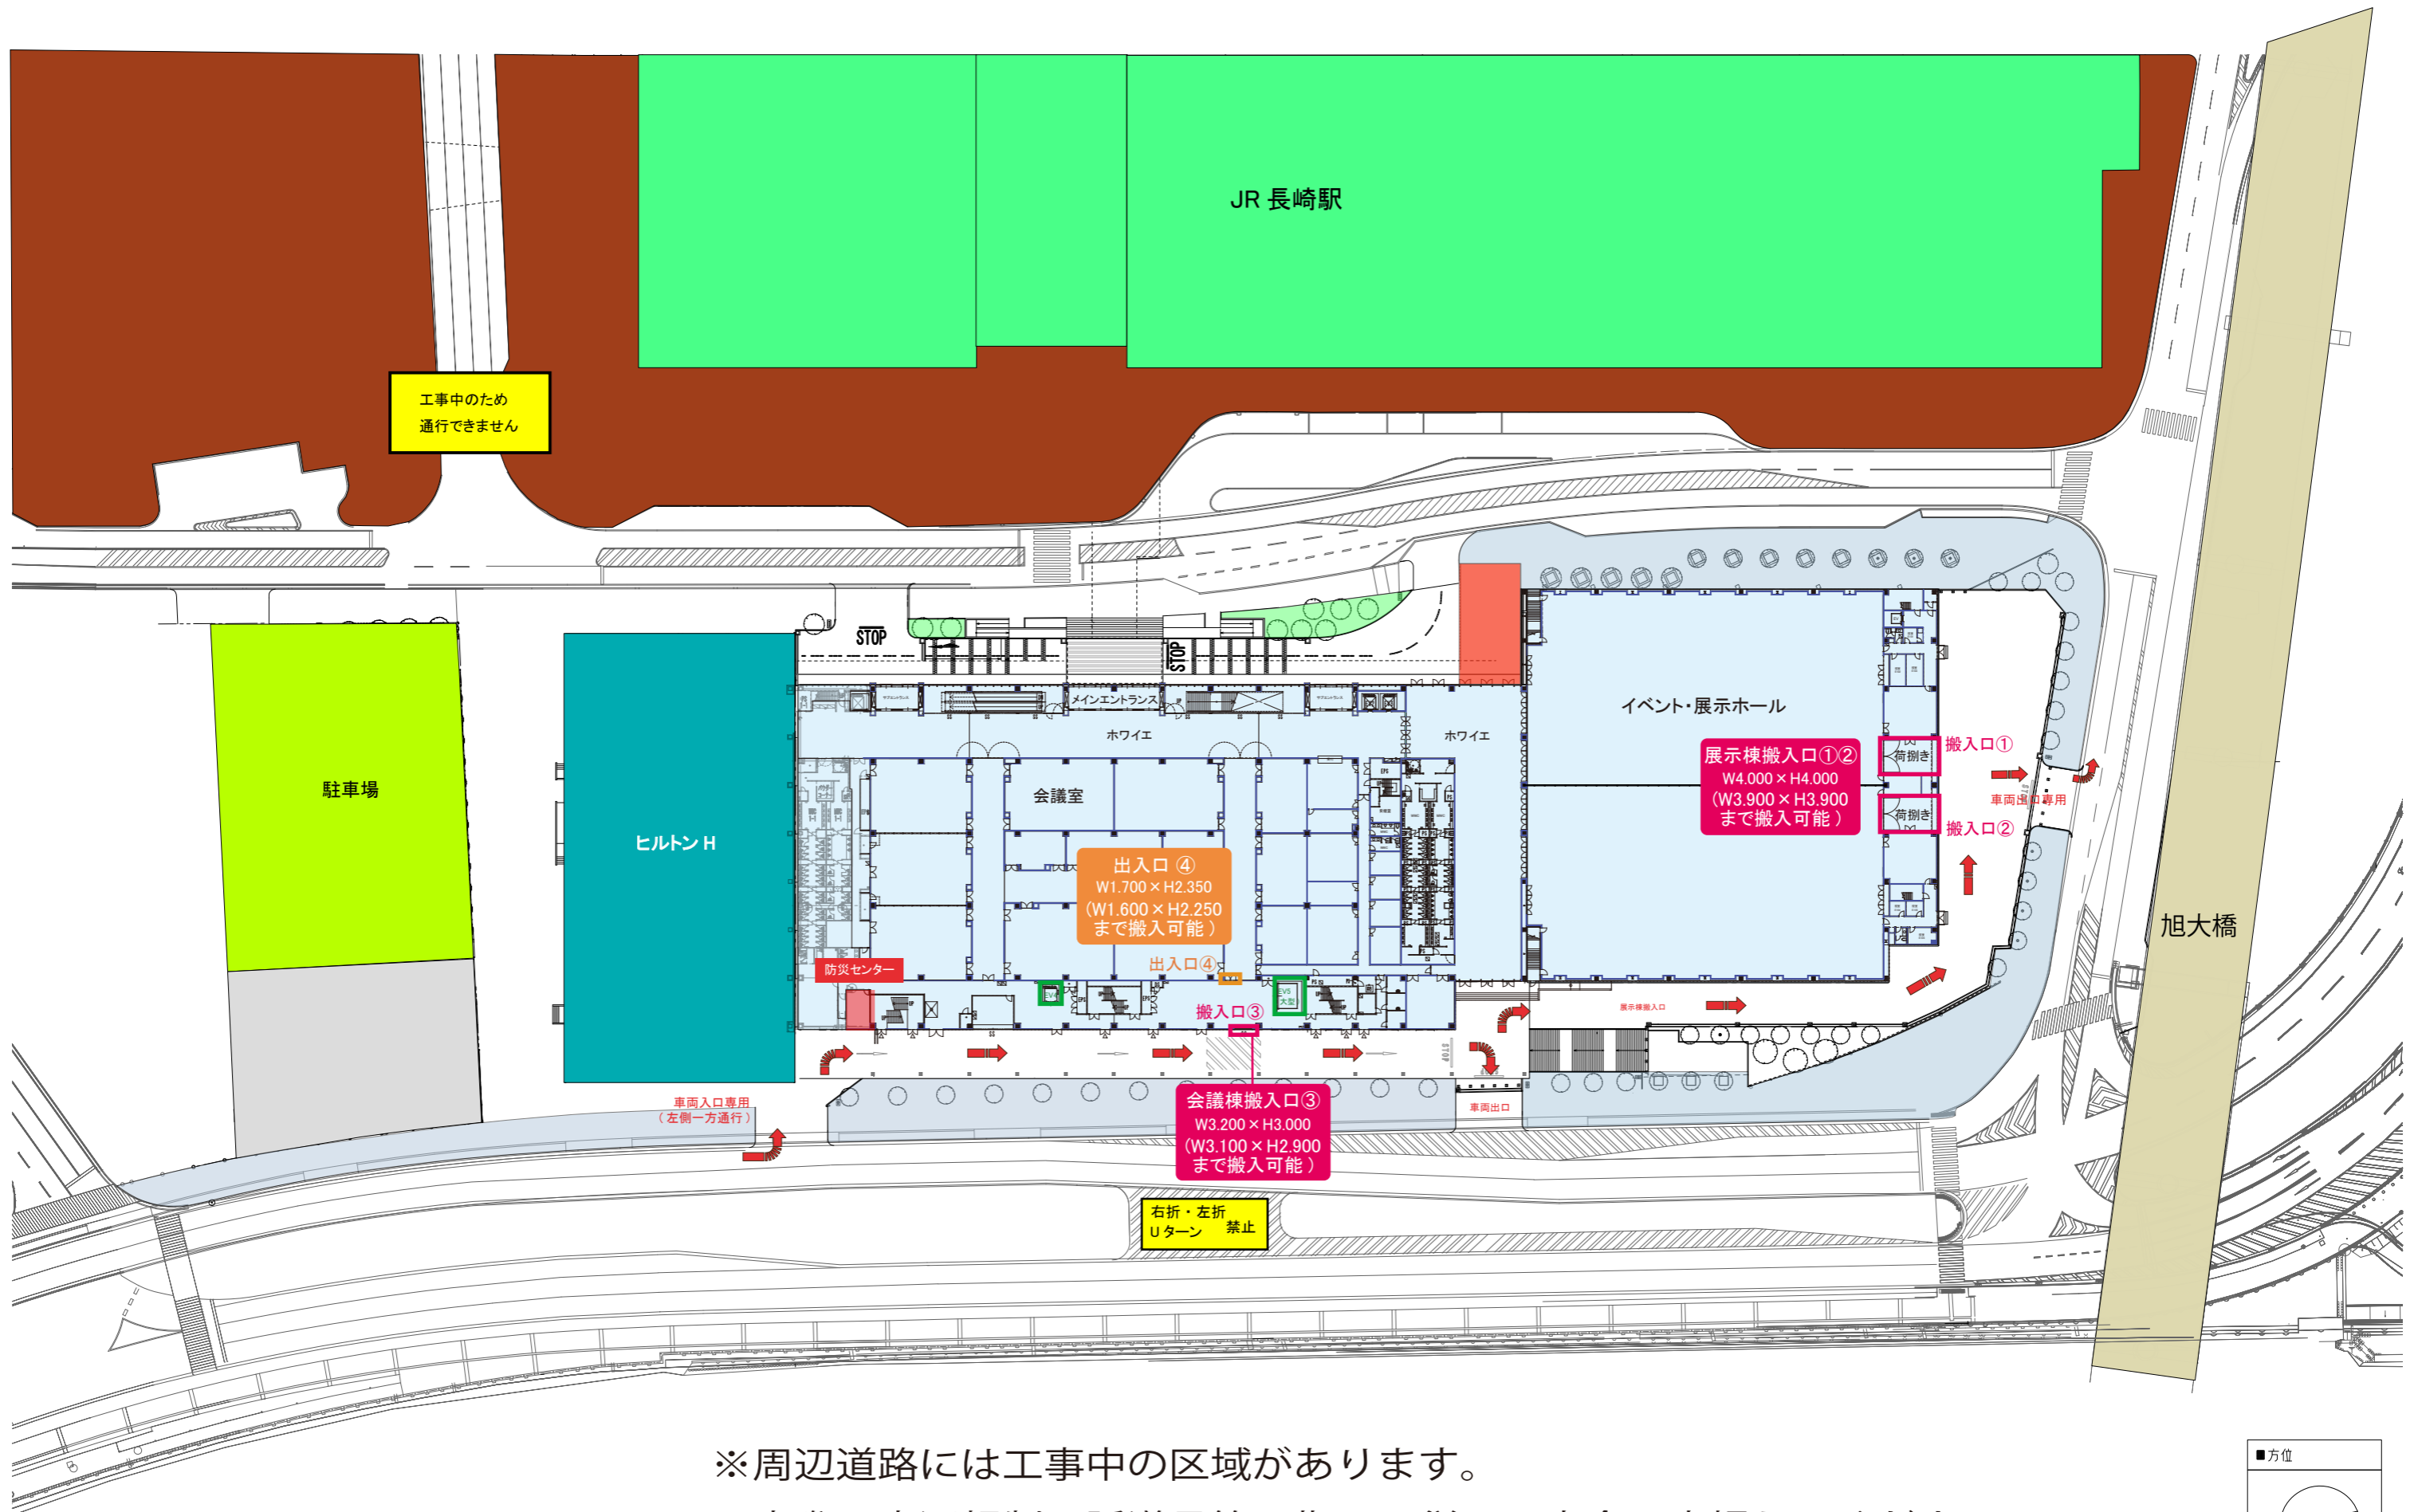 JR 長崎駅
工事中のため
通行できません
STOP
STOP
メインエントランス
ホワイエ
ホワイエ
イベント・展示ホール
展示棟搬入口①②
W4.000×H4.000
(W3.900×H3.900
まで搬入可能 )
搬入口①
荷捌き
荷捌き
搬入口②
車両出口専用
駐車場
ヒルトン H
会議室
出入口 ④
W1.700×H2.350
(W1.600×H2.250
まで搬入可能 )
出入口④
防災センター
旭大橋
搬入口③
展示棟搬入口
STOP
会議棟搬入口③
W3.200×H3.000
(W3.100×H2.900
まで搬入可能 )
車両出口
車両入口専用
( 左側一方通行 )
右折・左折
Uターン 禁止
※周辺道路には工事中の区域があります。
■方位